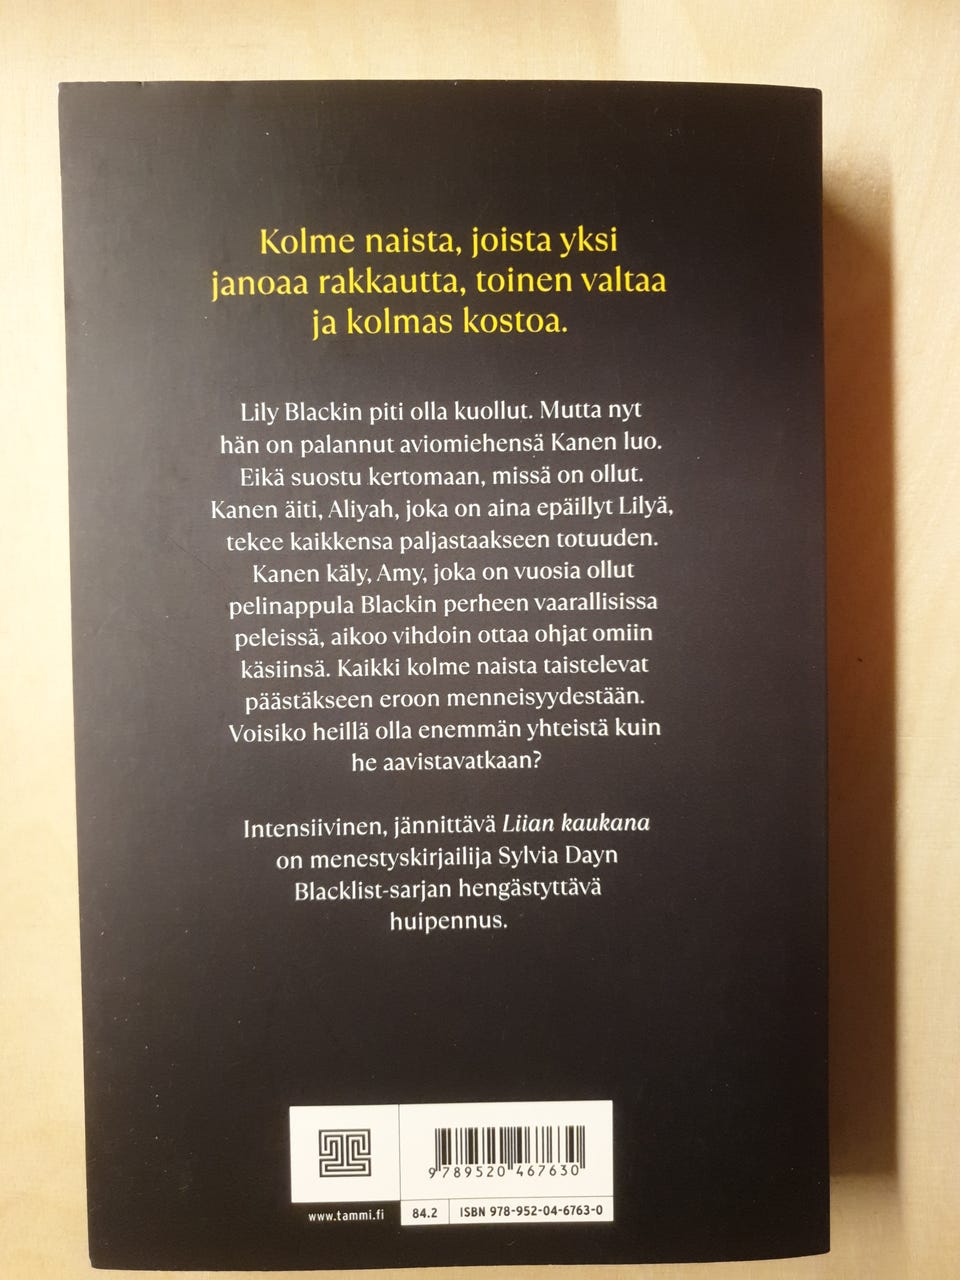 Kolme naista, joista yksi
janoaa rakkautta, toinen valtaa
ja kolmas kostoa.
Lily Blackin piti olla kuollut. Mutta nyt
hän on palannut aviomiehensä Kanen luo.
Eikä suostu kertomaan, missä on ollut.
Kanen äiti, Aliyah, joka on aina epäillyt Lilyä,
tekee kaikkensa paljastaakseen totuuden.
Kanen käly, Amy, joka on vuosia ollut
pelinappula Blackin perheen vaarallisissa
peleissä, aikoo vihdoin ottaa ohjat omiin
käsiinsä. Kaikki kolme naista taistelevat
päästäkseen eroon menneisyydestään.
Voisiko heillä olla enemmän yhteistä kuin
he aavistavatkaan?
Intensiivinen, jännittävä Liian kaukana
on menestyskirjailija Sylvia Dayn
Blacklist-sarjan hengästyttävä
huipennus.
9 789520 467630
www.tammi.fi
84.2
ISBN 978-952-04-6763-0